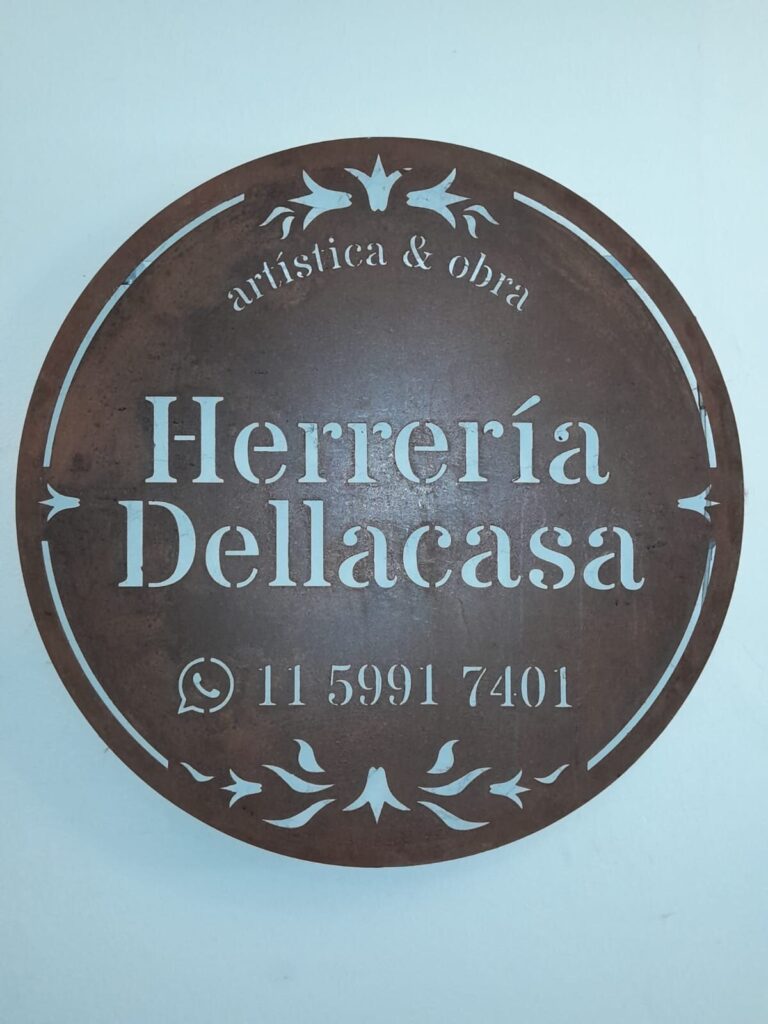 artística & obra
Herrería
Dellacasa
11 5991 7401